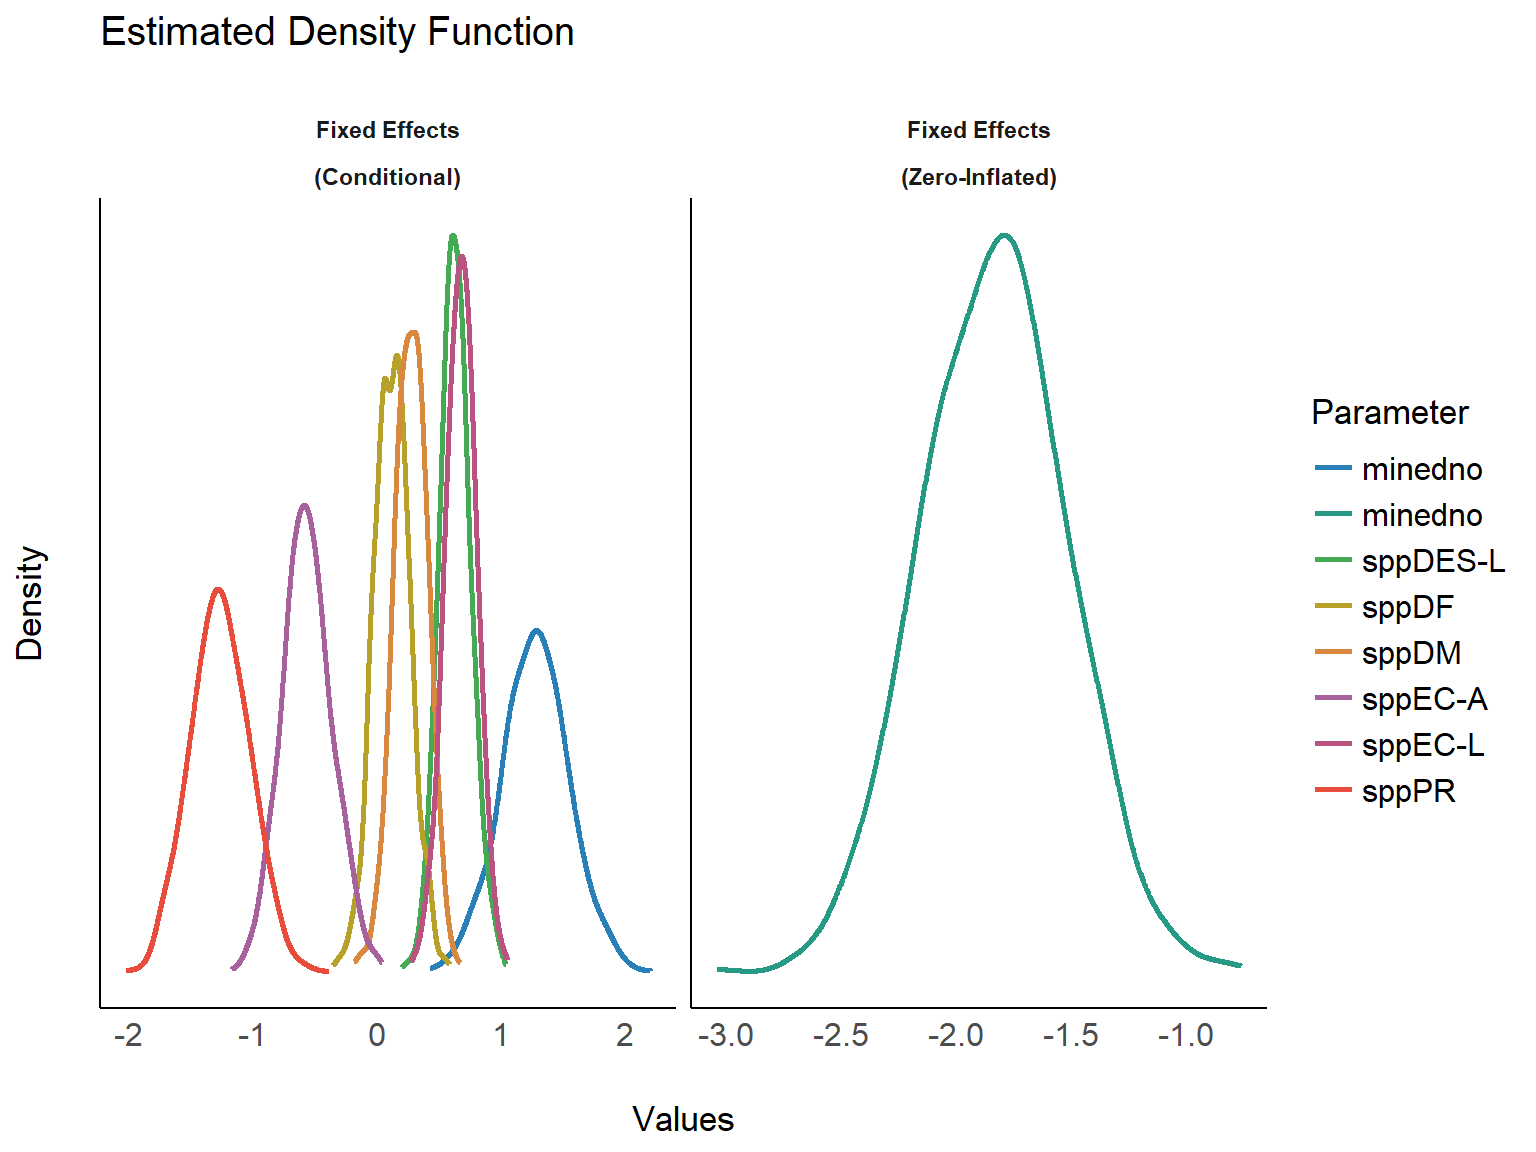 Estimated Density Function
Fixed Effects
(Conditional)
Fixed Effects
(Zero-Inflated)
Density
-2 -1 0 1 2
-3.0 -2.5 -2.0 -1.5 -1.0
Values
Parameter
minedno
minedno
sppDES-L
sppDF
sppDM
sppEC-A
sppEC-L
sppPR